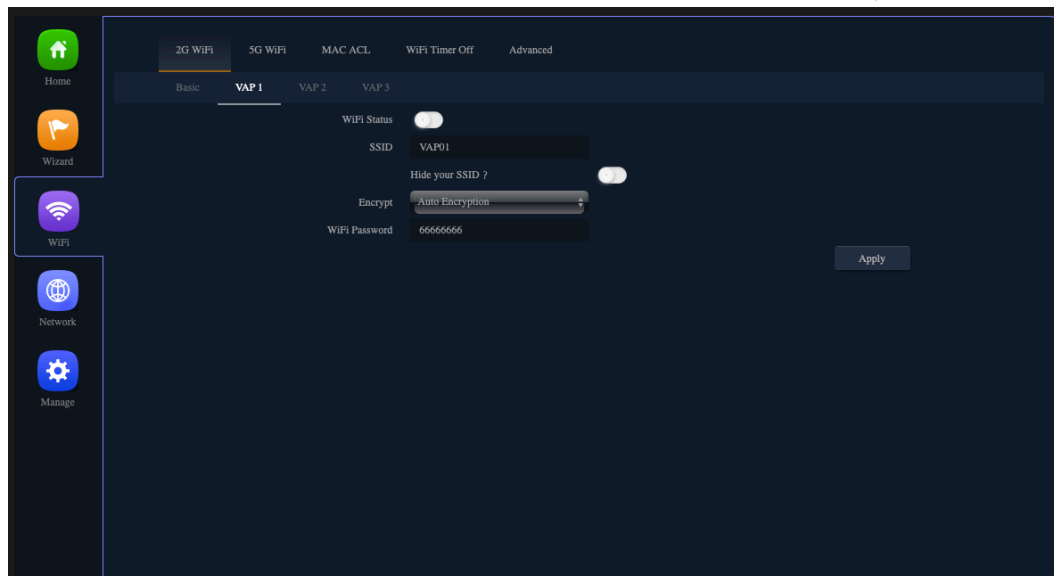 Home
Wizard
WiFi
Network
Manage
2G WiFi 5G WiFi MAC ACL WiFi Timer Off Advanced
Basic VAP 1 VAP 2 VAP 3
WiFi Status
SSID VAP01
Hide your SSID ?
Encrypt Auto Encryption
WiFi Password 66666666
Apply